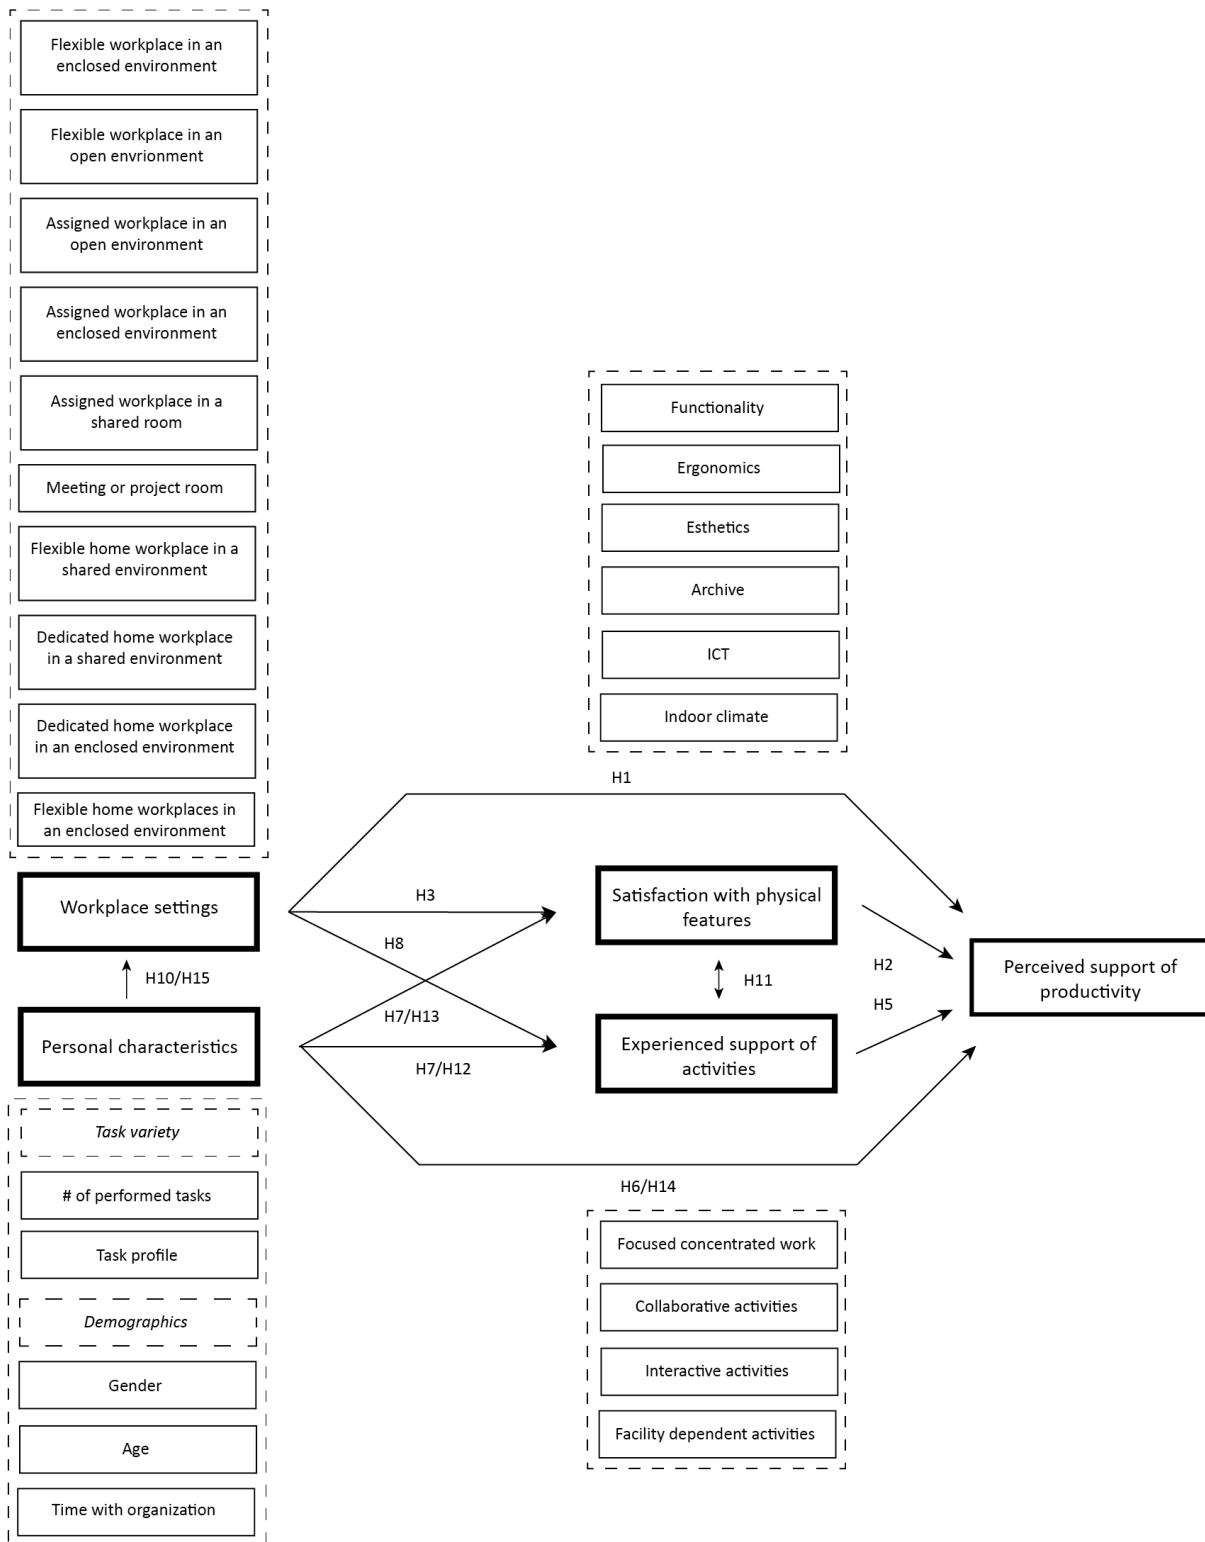 Flexible workplace in an
enclosed environment
Flexible workplace in an
open envrionment
Assigned workplace in an
open environment
Assigned workplace in an
enclosed environment
Assigned workplace in a
shared room
Meeting or project room
Flexible home workplace in a
shared environment
Dedicated home workplace
in a shared environment
Dedicated home workplace
in an enclosed environment
Flexible home workplaces in
an enclosed environment
Functionality
Ergonomics
Esthetics
Archive
ICT
Indoor climate
H1
Workplace settings
H3
Satisfaction with physical
features
H8
H10/H15
H11
H2
Perceived support of
productivity
H7/H13
H5
Personal characteristics
H7/H12
Experienced support of
activities
H6/H14
Task variety
# of performed tasks
Task profile
Demographics
Gender
Age
Time with organization
Focused concentrated work
Collaborative activities
Interactive activities
Facility dependent activities